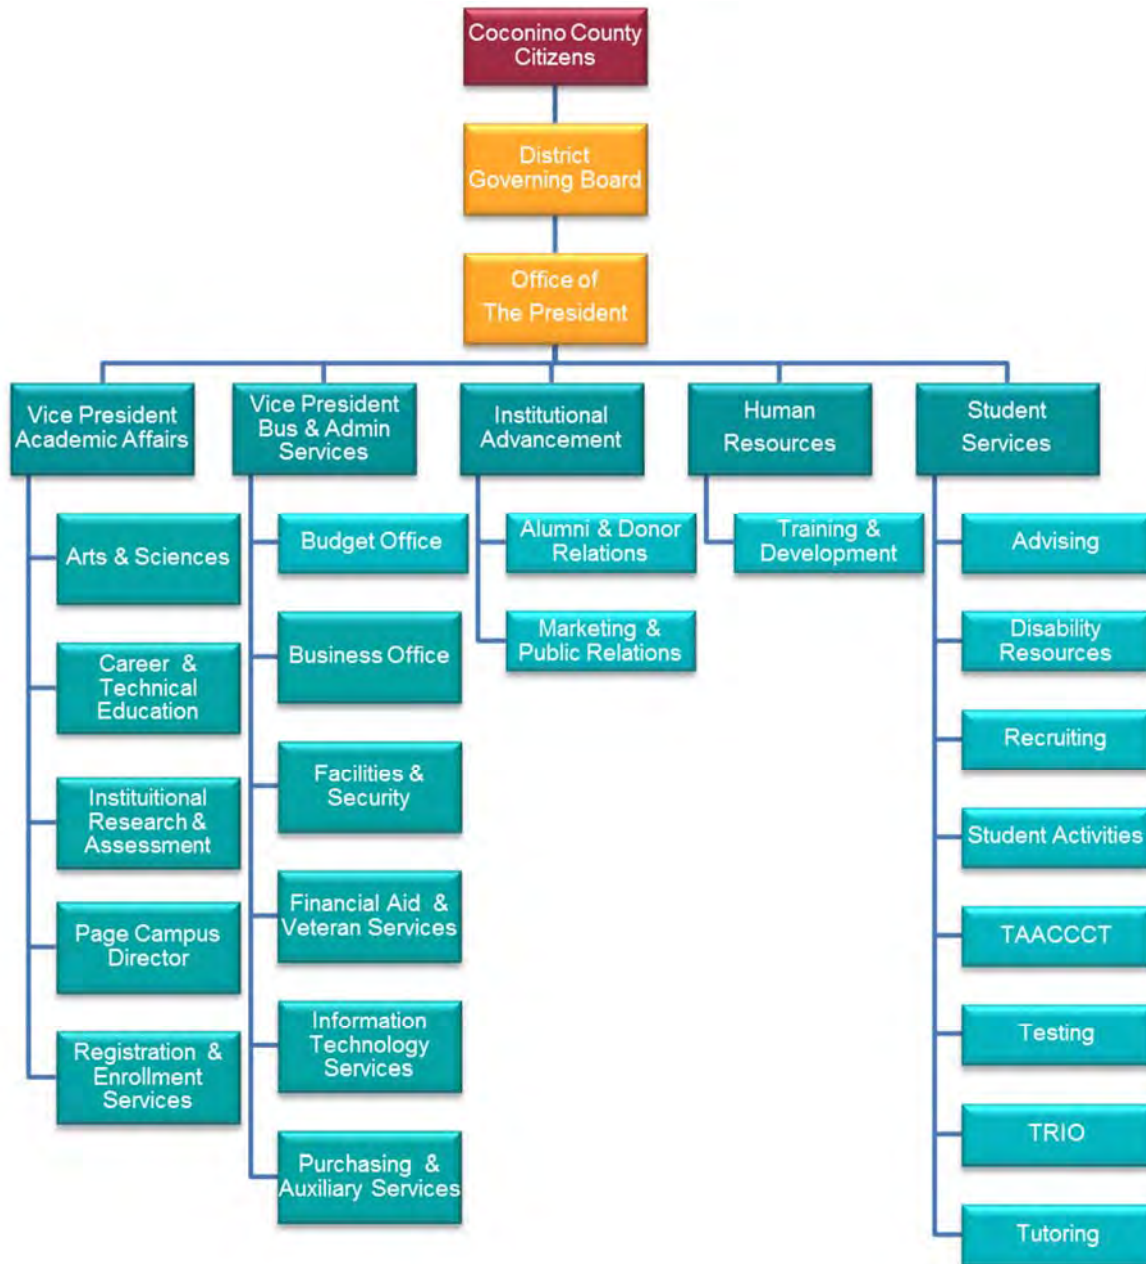 Coconino County
Citizens
District
Governing Board
Office of
The President
Vice President
Academic Affairs
Vice President
Bus & Admin
Services
Institutional
Advancement
Human
Resources
Student
Services
Arts & Sciences
Career &
Technical
Education
Instituitional
Research &
Assessment
Page Campus
Director
Registration &
Enrollment
Services
Budget Office
Business Office
Facilities &
Security
Financial Aid &
Veteran Services
Information
Technology
Services
Purchasing &
Auxiliary Services
Alumni & Donor
Relations
Marketing &
Public Relations
Training &
Development
Advising
Disability
Resources
Recruiting
Student Activities
TAACCCT
Testing
TRIO
Tutoring